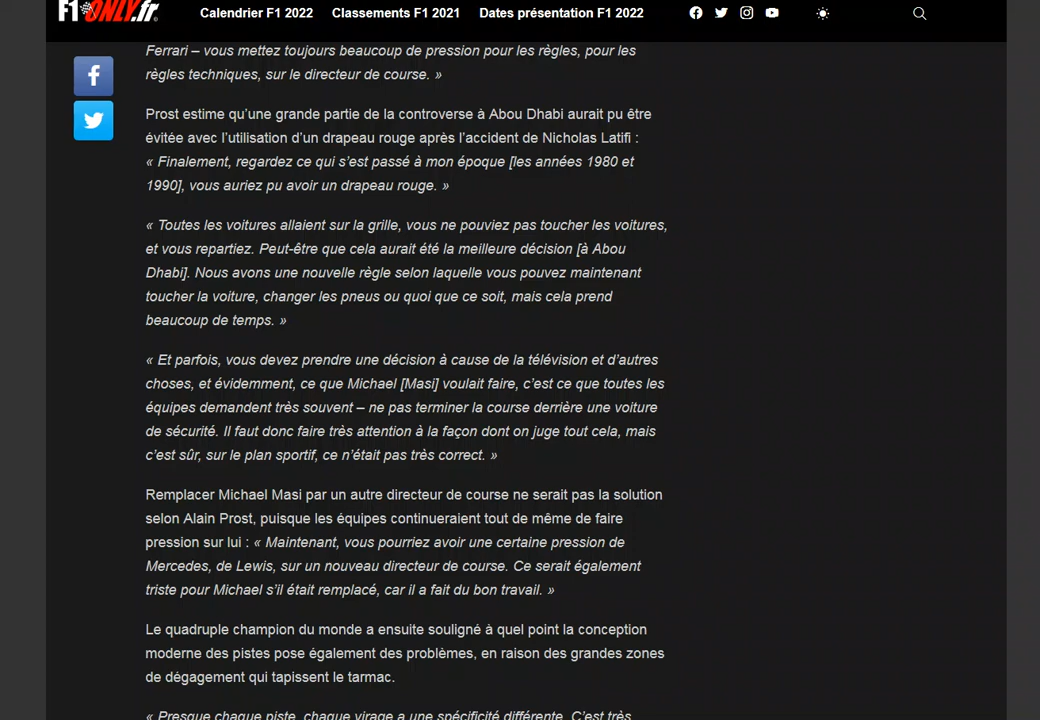 F1ONLY.fr
Calendrier F1 2022 Classements F1 2021 Dates présentation F1 2022
Ferrari – vous mettez toujours beaucoup de pression pour les règles, pour les
règles techniques, sur le directeur de course. »
Prost estime qu’une grande partie de la controverse à Abou Dhabi aurait pu être
évitée avec l’utilisation d’un drapeau rouge après l’accident de Nicholas Latifi :
« Finalement, regardez ce qui s’est passé à mon époque [les années 1980 et
1990], vous auriez pu avoir un drapeau rouge. »
« Toutes les voitures allaient sur la grille, vous ne pouviez pas toucher les voitures,
et vous repartiez. Peut-être que cela aurait été la meilleure décision [à Abou
Dhabi]. Nous avons une nouvelle règle selon laquelle vous pouvez maintenant
toucher la voiture, changer les pneus ou quoi que ce soit, mais cela prend
beaucoup de temps. »
« Et parfois, vous devez prendre une décision à cause de la télévision et d’autres
choses, et évidemment, ce que Michael [Masi] voulait faire, c’est ce que toutes les
équipes demandent très souvent – ne pas terminer la course derrière une voiture
de sécurité. Il faut donc faire très attention à la façon dont on juge tout cela, mais
c’est sûr, sur le plan sportif, ce n’était pas très correct. »
Remplacer Michael Masi par un autre directeur de course ne serait pas la solution
selon Alain Prost, puisque les équipes continueraient tout de même de faire
pression sur lui : « Maintenant, vous pourriez avoir une certaine pression de
Mercedes, de Lewis, sur un nouveau directeur de course. Ce serait également
triste pour Michael s’il était remplacé, car il a fait du bon travail. »
Le quadruple champion du monde a ensuite souligné à quel point la conception
moderne des pistes pose également des problèmes, en raison des grandes zones
de dégagement qui tapissent le tarmac.
« Presque chaque piste, chaque virage a une spécificité différente. C’est très